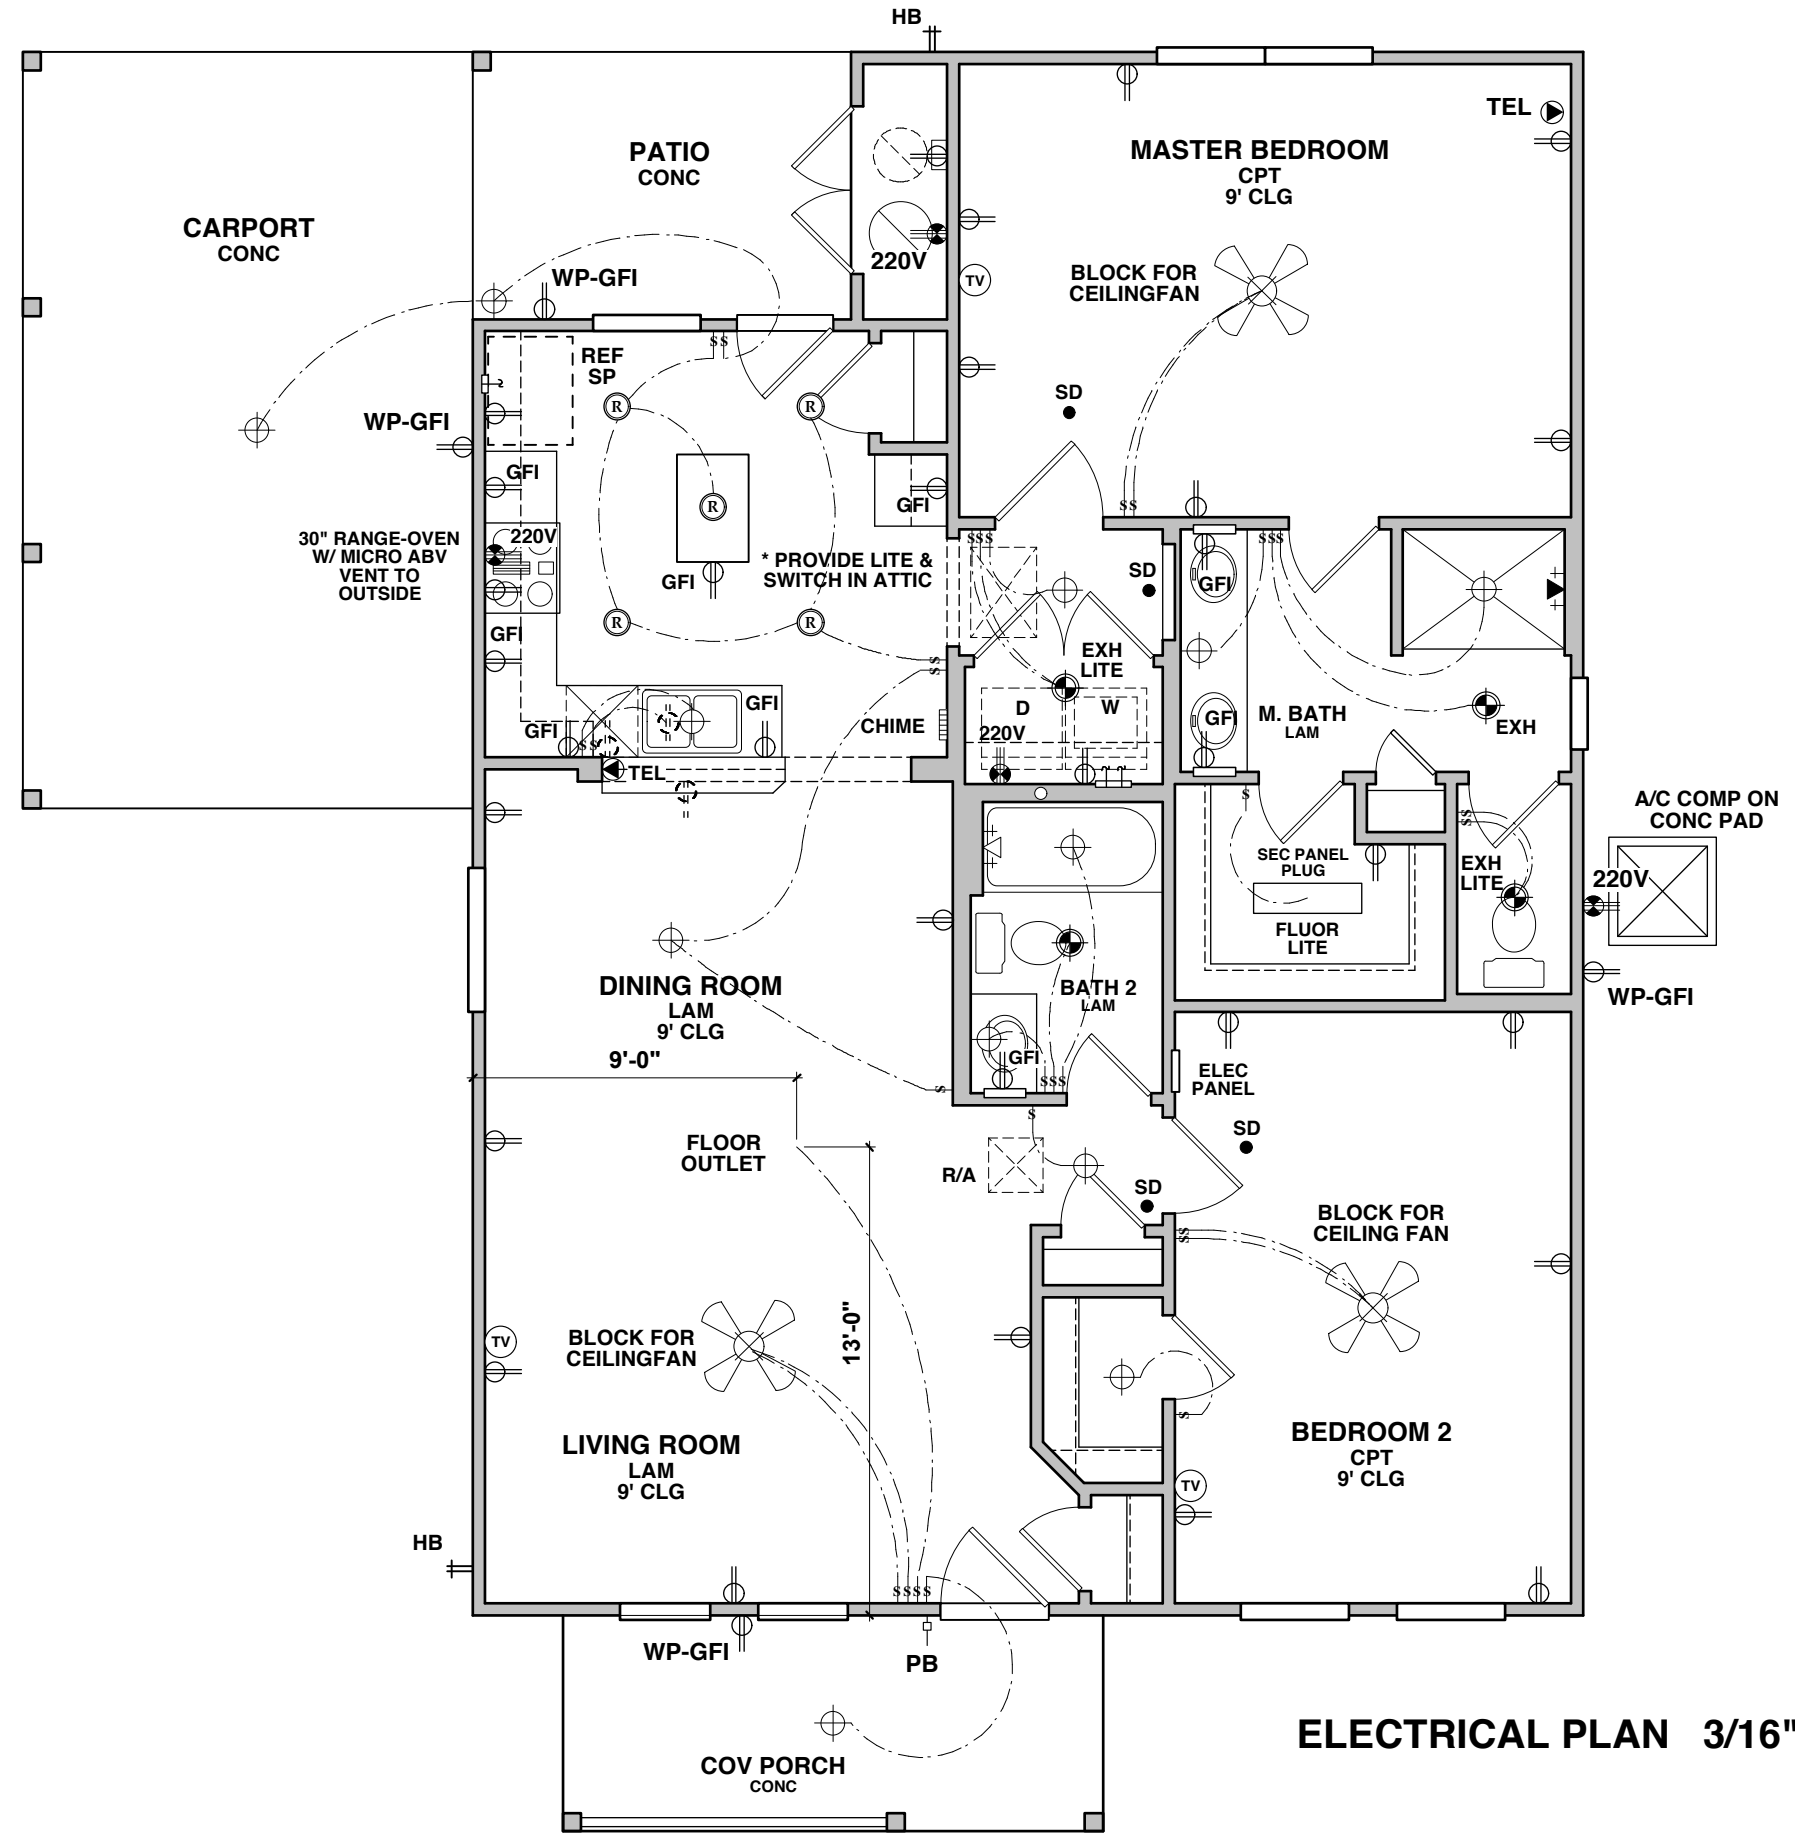 HB
TEL
MASTER BEDROOM
CPT
9' CLG
PATIO
CONC
CARPORT
CONC
220V
WP-GFI
TV
BLOCK FOR
CEILINGFAN
S S
REF
SP
R
R
SD
WP-GFI
GFI
R
GFI
SS
220V
30" RANGE-OVEN
W/ MICRO ABV
VENT TO
OUTSIDE
GFI
* PROVIDE LITE &
SWITCH IN ATTIC
SSS
SSS
SD
GFI
R
R
GFI
EXH
LITE
S
S
D
W
220V
GFI
M. BATH
LAM
EXH
GFI
GFI
S S
CHIME
TEL
S
S
S
A/C COMP ON
CONC PAD
220V
SEC PANEL
PLUG
EXH
LITE
FLUOR
LITE
DINING ROOM
LAM
9' CLG
BATH 2
LAM
WP-GFI
9'-0"
GFI
SSS
S
ELEC
PANEL
S
FLOOR
OUTLET
SD
R/A
SD
BLOCK FOR
CEILING FAN
S
S
13'-0"
TV
BLOCK FOR
CEILINGFAN
LIVING ROOM
LAM
9' CLG
S
BEDROOM 2
CPT
9' CLG
TV
HB
S S S S
WP-GFI
PB
COV PORCH
CONC
ELECTRICAL PLAN 3/16"